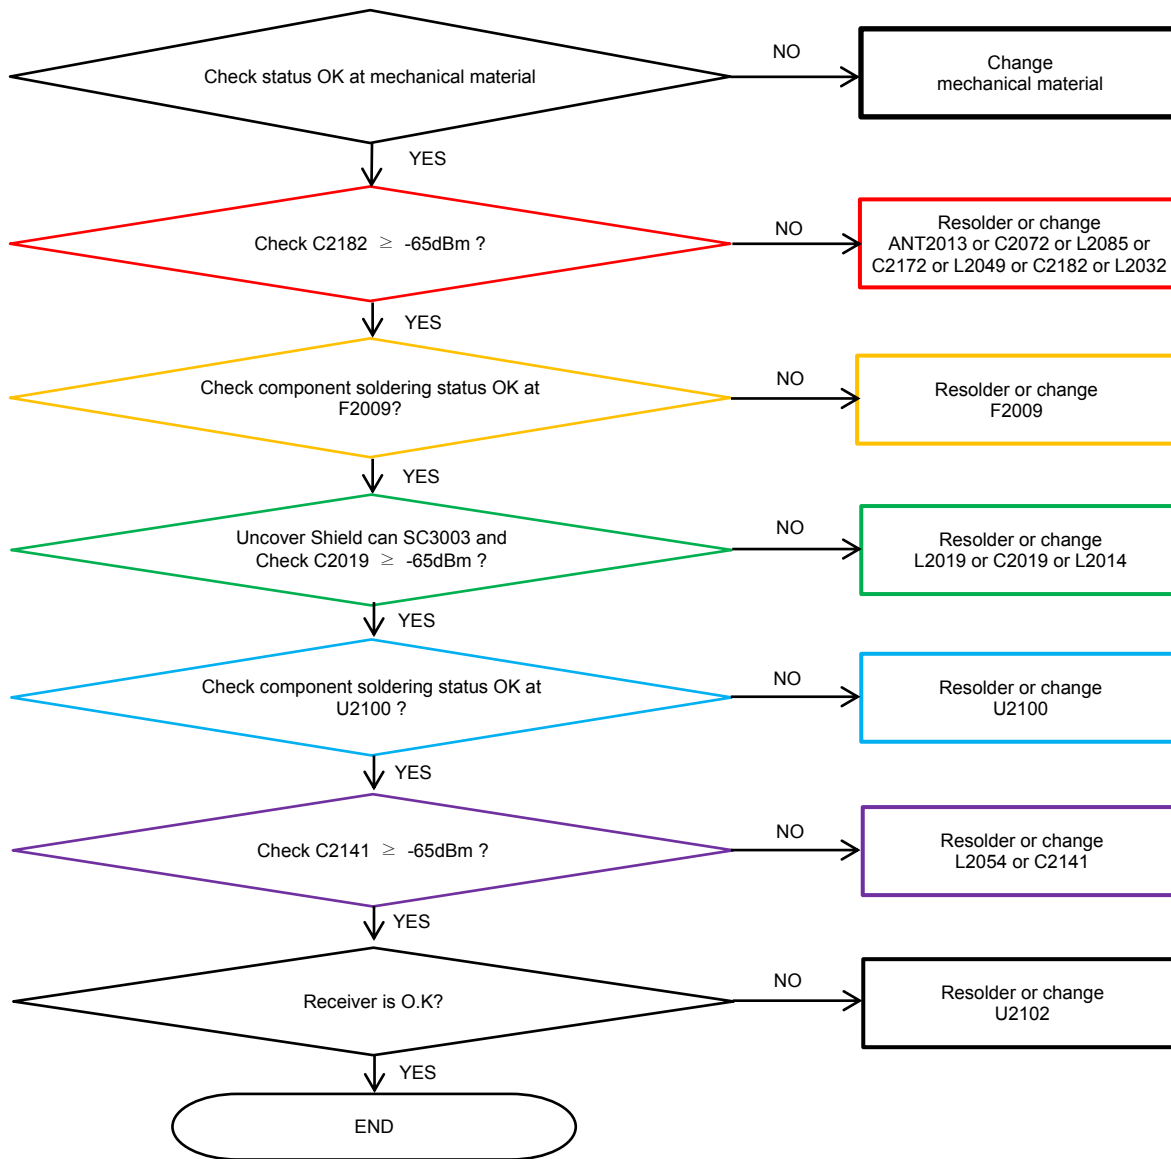 Check status OK at mechanical material
NO
Change
mechanical material
YES
Check C2182 ≥ -65dBm ?
NO
Resolder or change
ANT2013 or C2072 or L2085 or
C2172 or L2049 or C2182 or L2032
YES
Check component soldering status OK at
F2009?
NO
Resolder or change
F2009
YES
Uncover Shield can SC3003 and
Check C2019 ≥ -65dBm ?
NO
Resolder or change
L2019 or C2019 or L2014
YES
Check component soldering status OK at
U2100 ?
NO
Resolder or change
U2100
YES
Check C2141 ≥ -65dBm ?
NO
Resolder or change
L2054 or C2141
YES
Receiver is O.K?
NO
Resolder or change
U2102
YES
END